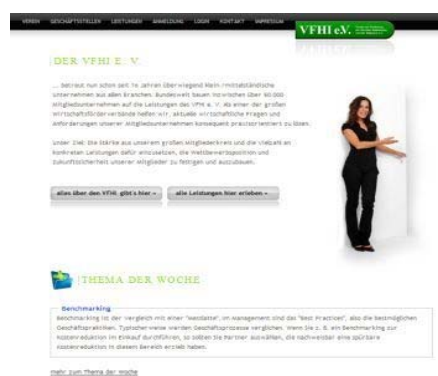 VEREIN GESCHÄFTSSTELLEN LEISTUNGEN ANMELDUNG LOGIN KONTAKT IMPRESSUM
VFHI e.V.
DER VFHI E. V.
... betreut nun schon seit 16 Jahren überwiegend klein-/mittelständische
Unternehmen aus allen Branchen. Bundesweit bauen inzwischen über 60.000
Mitgliedsunternehmen auf die Leistungen des VFHI e. V. Als einer der großen
Wirtschaftsförderverbände helfen wir, aktuelle wirtschaftliche Fragen und
Anforderungen unserer Mitgliedsunternehmen konsequent praxisorientiert zu lösen.
Unser Ziel: Die Stärke aus unserem großen Mitgliederkreis und die Vielzahl an
konkreten Leistungen dafür einzusetzen, die Wettbewerbsposition und
Zukunftssicherheit unserer Mitglieder zu festigen und auszubauen.
alles über den VFHI gibt's hier »
alle Leistungen hier erleben »
THEMA DER WOCHE
Benchmarking
Benchmarking ist der Vergleich mit einer "Messlatte", im Management sind das "Best Practices", also die bestmöglichen
Geschäftspraktiken. Typischerweise werden Geschäftsprozesse verglichen. Wenn Sie z. B. ein Benchmarking zur
Kostenreduktion im Einkauf durchführen, so sollten Sie Partner auswählen, die nachweisbar eine spürbare
Kostenreduktion in diesem Bereich erzielt haben.
mehr zum Thema der Woche